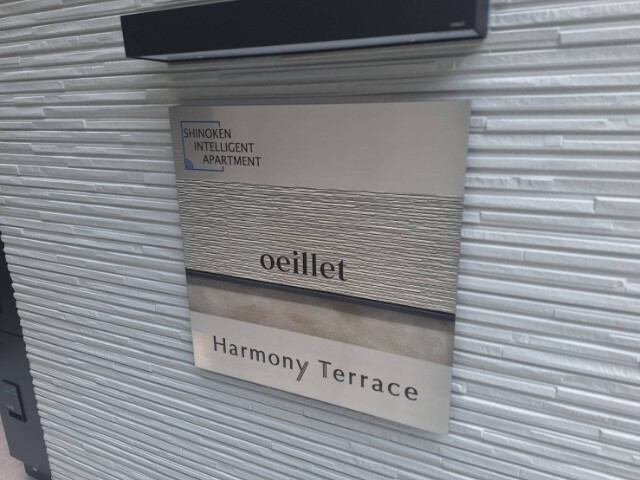 SHINOKEN
INTELLIGENT
APARTMENT
oeillet
Harmony Terrace